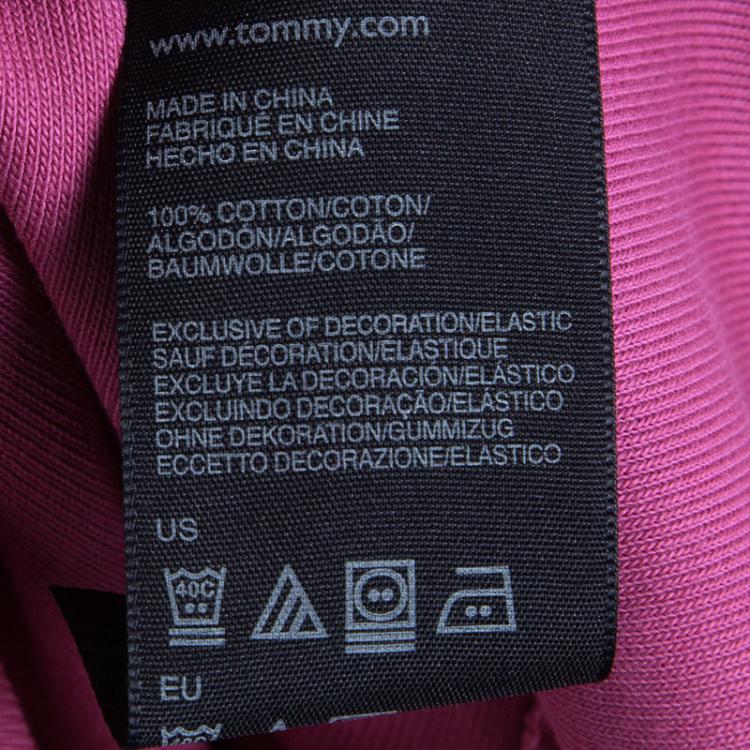 www.tommy.com
MADE IN CHINA
FABRIQUÉ EN CHINE
HECHO EN CHINA
100% COTTON/COTON/
ALGODÓN/ALGODÃO/
BAUMWOLLE/COTONE
EXCLUSIVE OF DECORATION/ELASTIC
SAUF DECORATION/ELASTIQUE
EXCLUYE LA DECORACIÓN/ELÁSTICO
EXCLUINDO DECORAÇÃO/ELÁSTICO
OHNE DEKORATION/GUMMIZUG
ECCETTO DECORAZIONE/ELASTICO
US
40C
EU